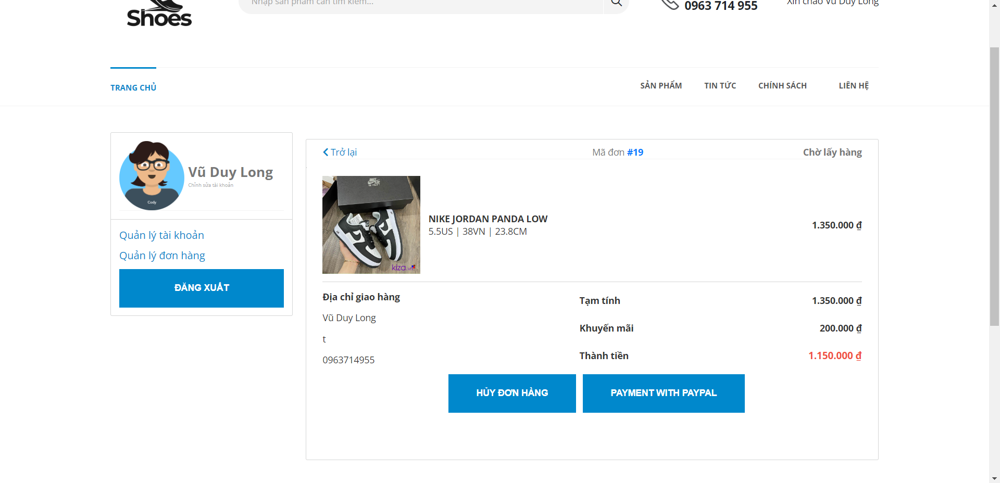 Shoes
Nhập sản phẩm cần tìm kiếm...
0963 714 955
Xin chào Vũ Duy Long
TRANG CHỦ
SẢN PHẨM
TIN TỨC
CHÍNH SÁCH
LIÊN HỆ
Vũ Duy Long
Chỉnh sửa tài khoản
Cody
Quản lý tài khoản
Quản lý đơn hàng
ĐĂNG XUẤT
Trở lại
Mã đơn #19
Chờ lấy hàng
kiza.vn
NIKE JORDAN PANDA LOW
5.5US | 38VN | 23.8CM
1.350.000 ₫
Địa chỉ giao hàng
Vũ Duy Long
t
0963714955
Tạm tính
1.350.000 ₫
Khuyến mãi
200.000 ₫
Thành tiền
1.150.000 ₫
HỦY ĐƠN HÀNG
PAYMENT WITH PAYPAL